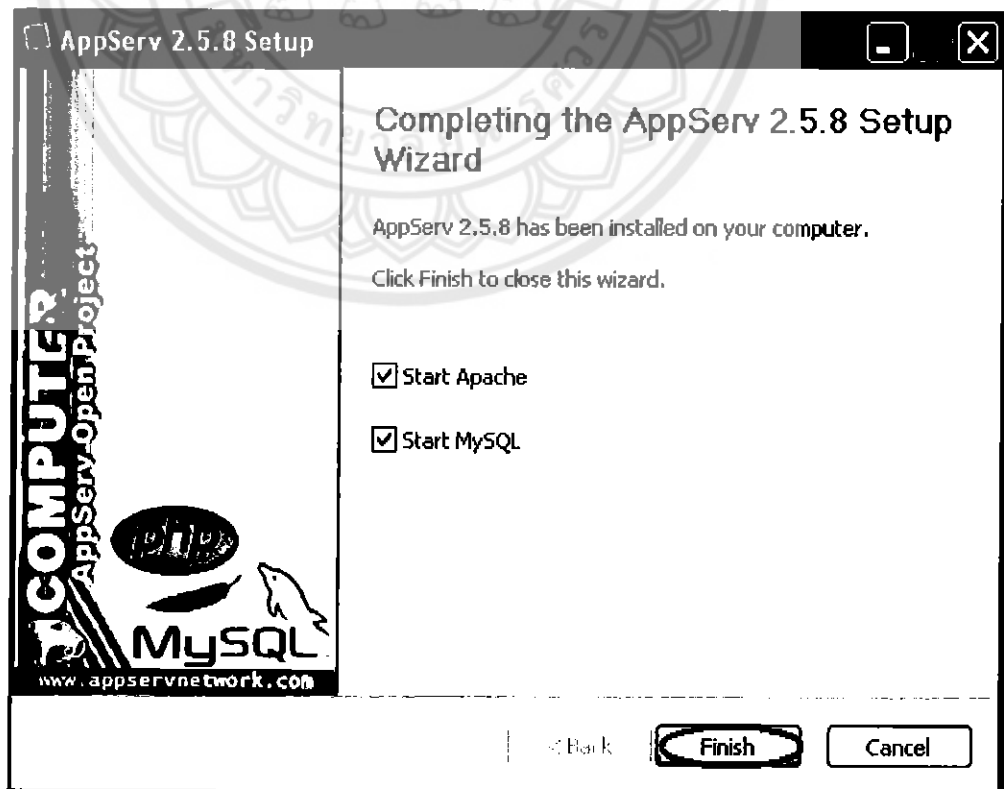 AppServ 2.5.8 Setup
Completing the AppServ 2.5.8 Setup
Wizard
AppServ 2.5.8 has been installed on your computer.
Click Finish to close this wizard.
Start Apache
Start MySQL
COMPUTER
AppServ Open Project
php
MySQL
www.appservnetwork.com
< Back
Finish
Cancel